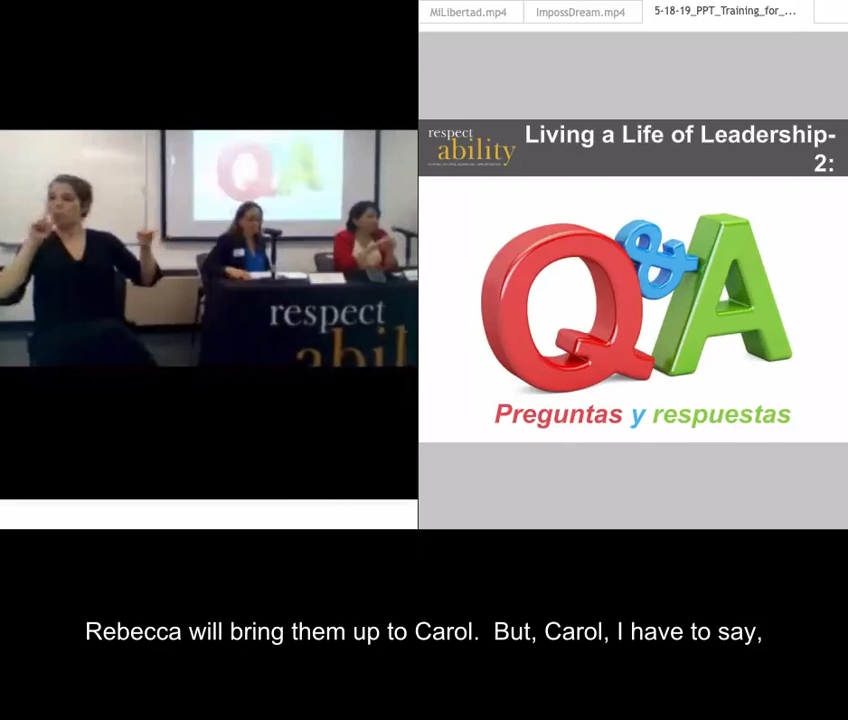 MiLibertad.mp4
ImpossDream.mp4
5-18-19_PPT_Training_for_...
respect
ability
Living a Life of Leadership-
2:
Q&A
Preguntas y respuestas
Q A
respect
abil
Rebecca will bring them up to Carol.  But, Carol, I have to say,